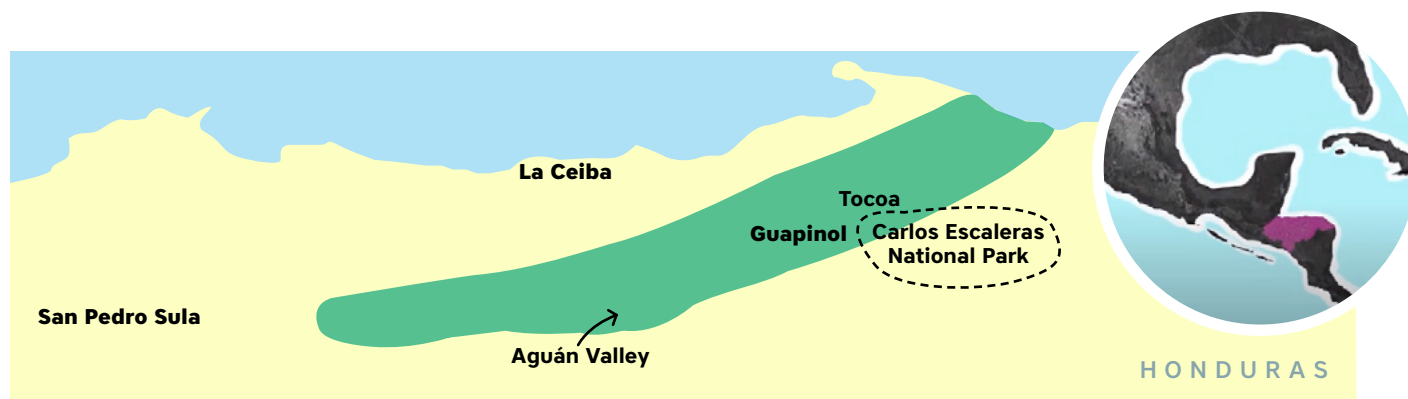 La Ceiba
Tocoa
Guapinol
Carlos Escaleras
National Park
San Pedro Sula
Aguán Valley
HONDURAS